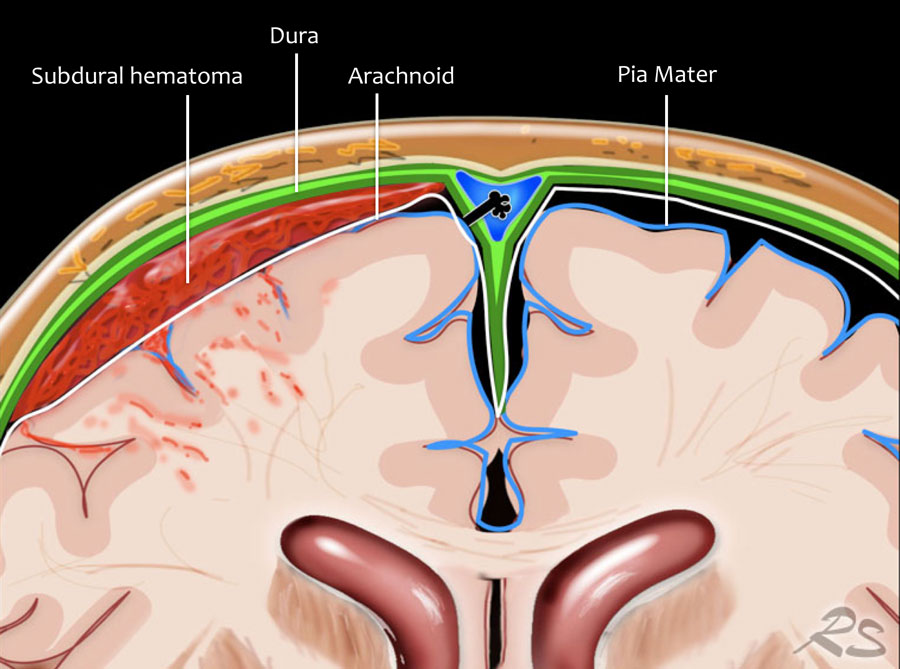 Dura
Subdural hematoma
Arachnoid
Pia Mater
RS